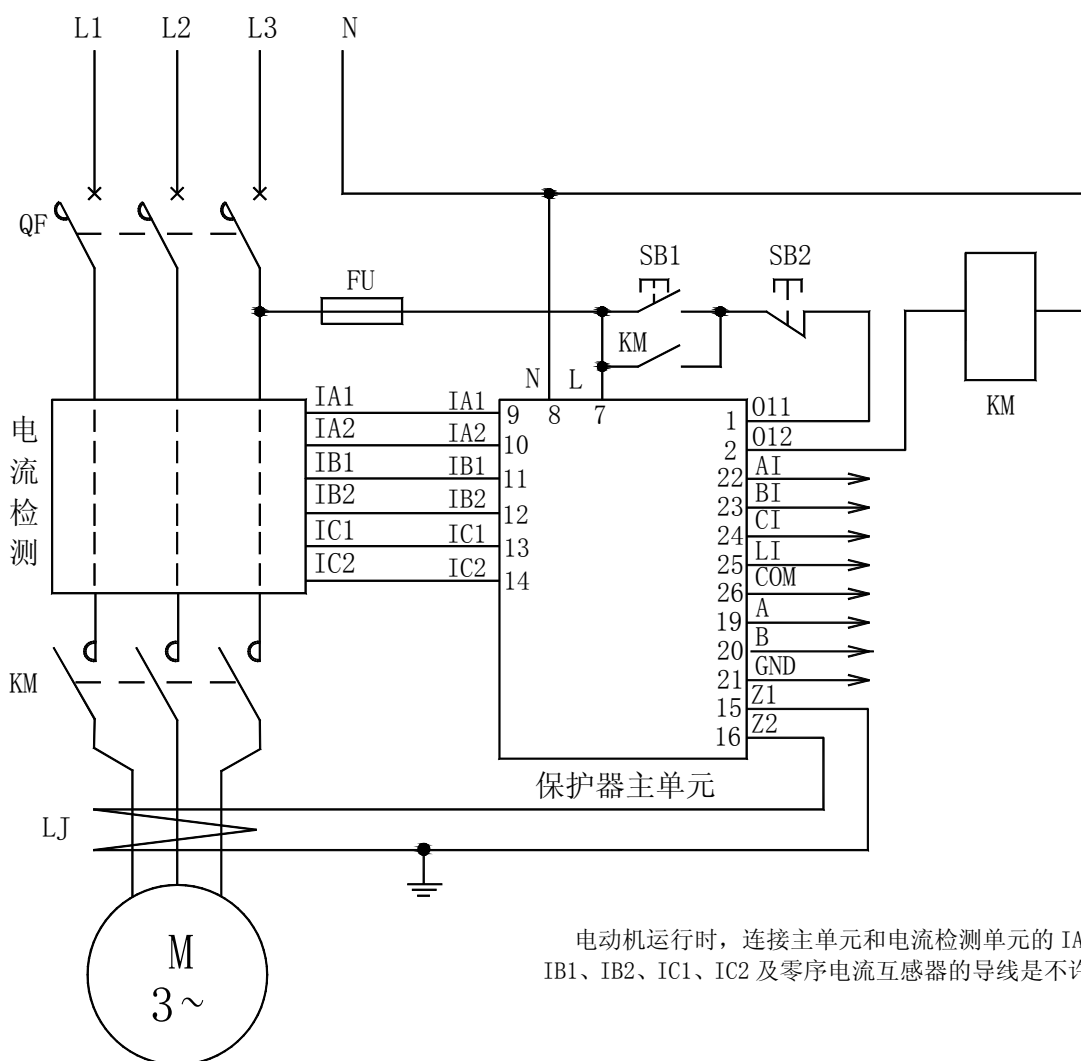 L1 L2 L3 N
QF
FU
SB1 SB2
KM
KM
N L
电流检测
IA1 IA1 9 8 7 1 O11
IA2 IA2 10 2 O12
IB1 IB1 11 22 AI
IB2 IB2 12 23 BI
IC1 IC1 13 24 CI
IC2 IC2 14 25 LI
26 COM
19 A
20 B
21 GND
15 Z1
16 Z2
KM
保护器主单元
LJ
M
3~
电动机运行时，连接主单元和电流检测单元的 IA
IB1、IB2、IC1、IC2 及零序电流互感器的导线是不许